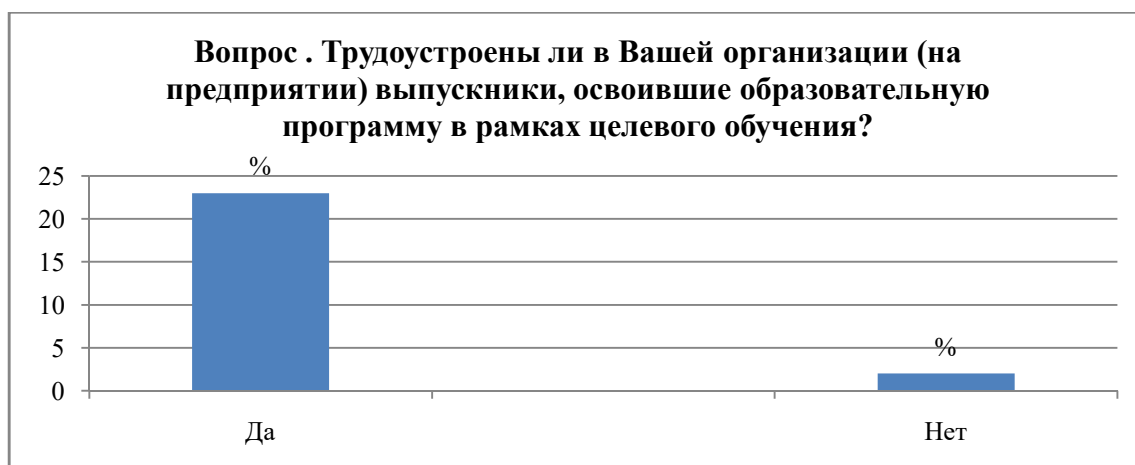 Вопрос . Трудоустроены ли в Вашей организации (на
предприятии) выпускники, освоившие образовательную
программу в рамках целевого обучения?
%
25
20
15
10
5
%
0
Да
Нет